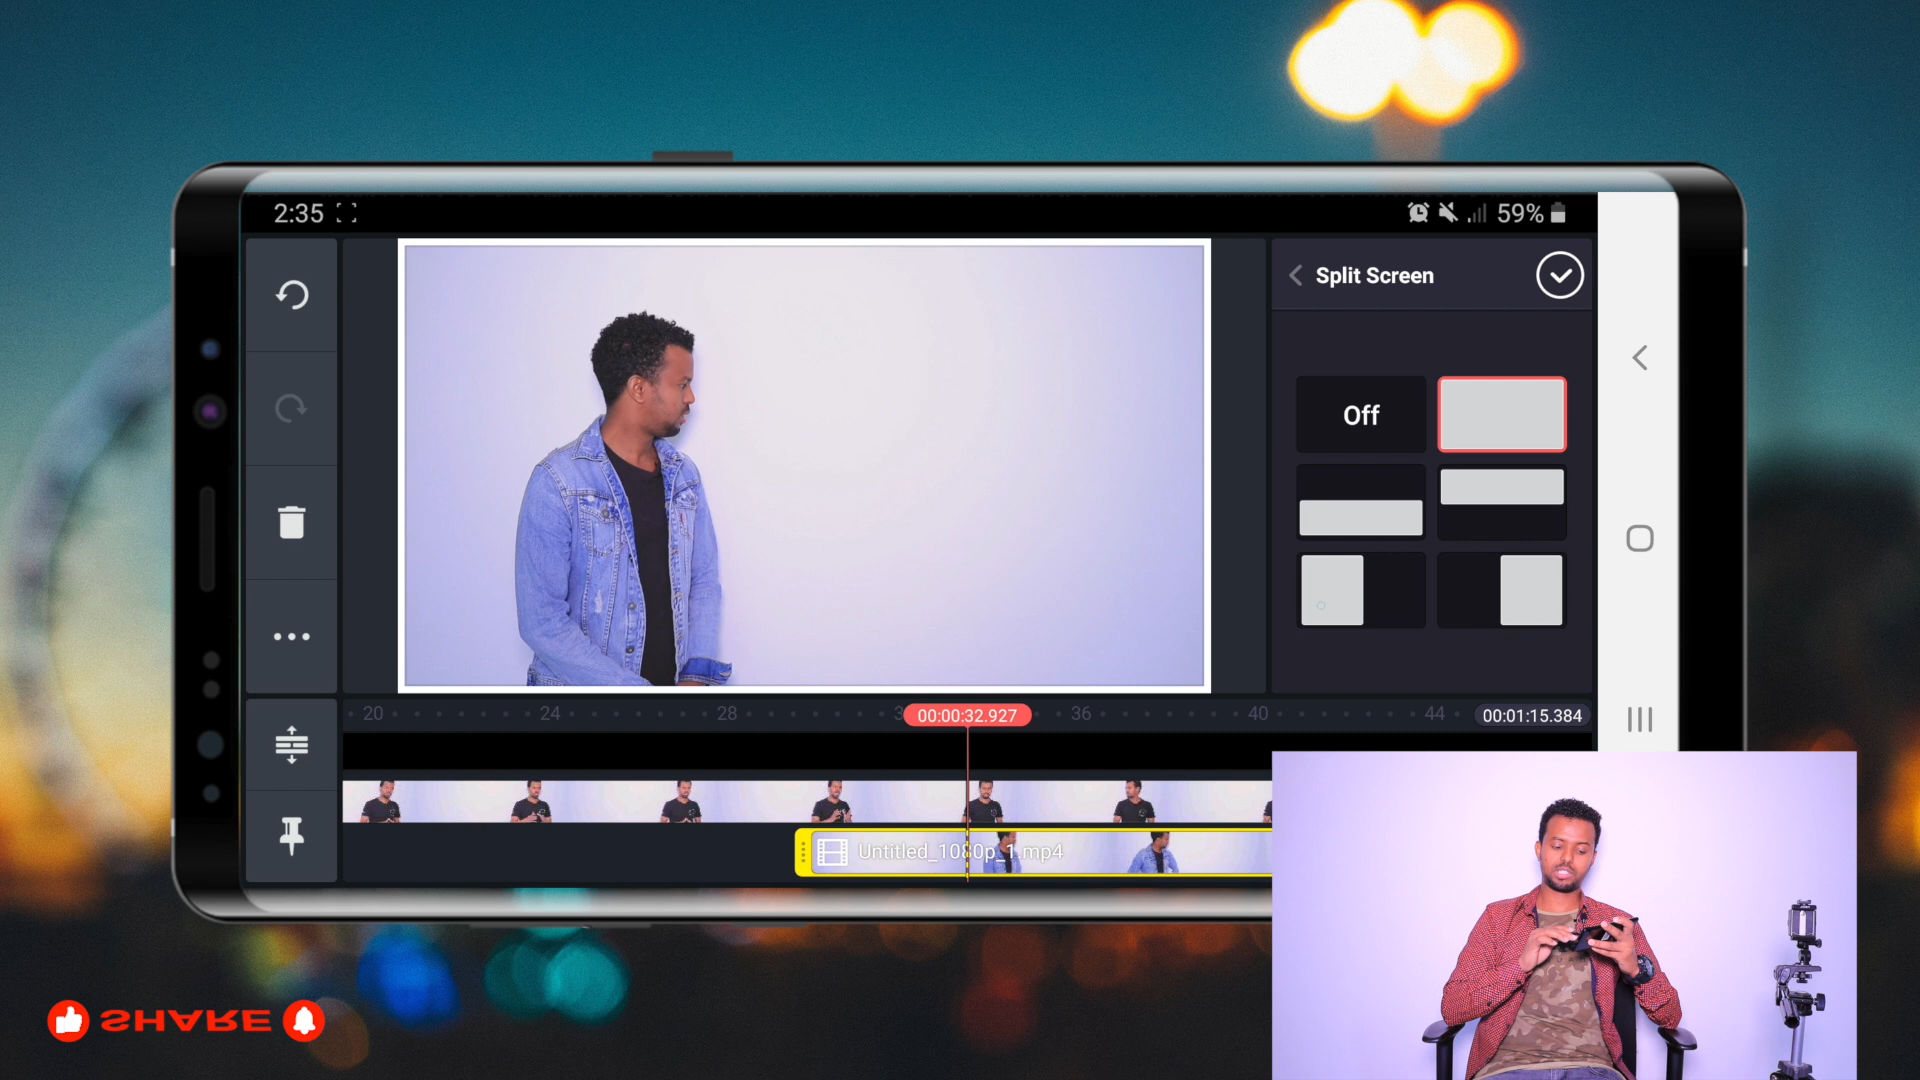 2:35
59%
Split Screen
Off
20 24 28 3 00:00:32.927 36 40 44 00:01:15.384
Untitled_1080p_1.mp4
SHARE